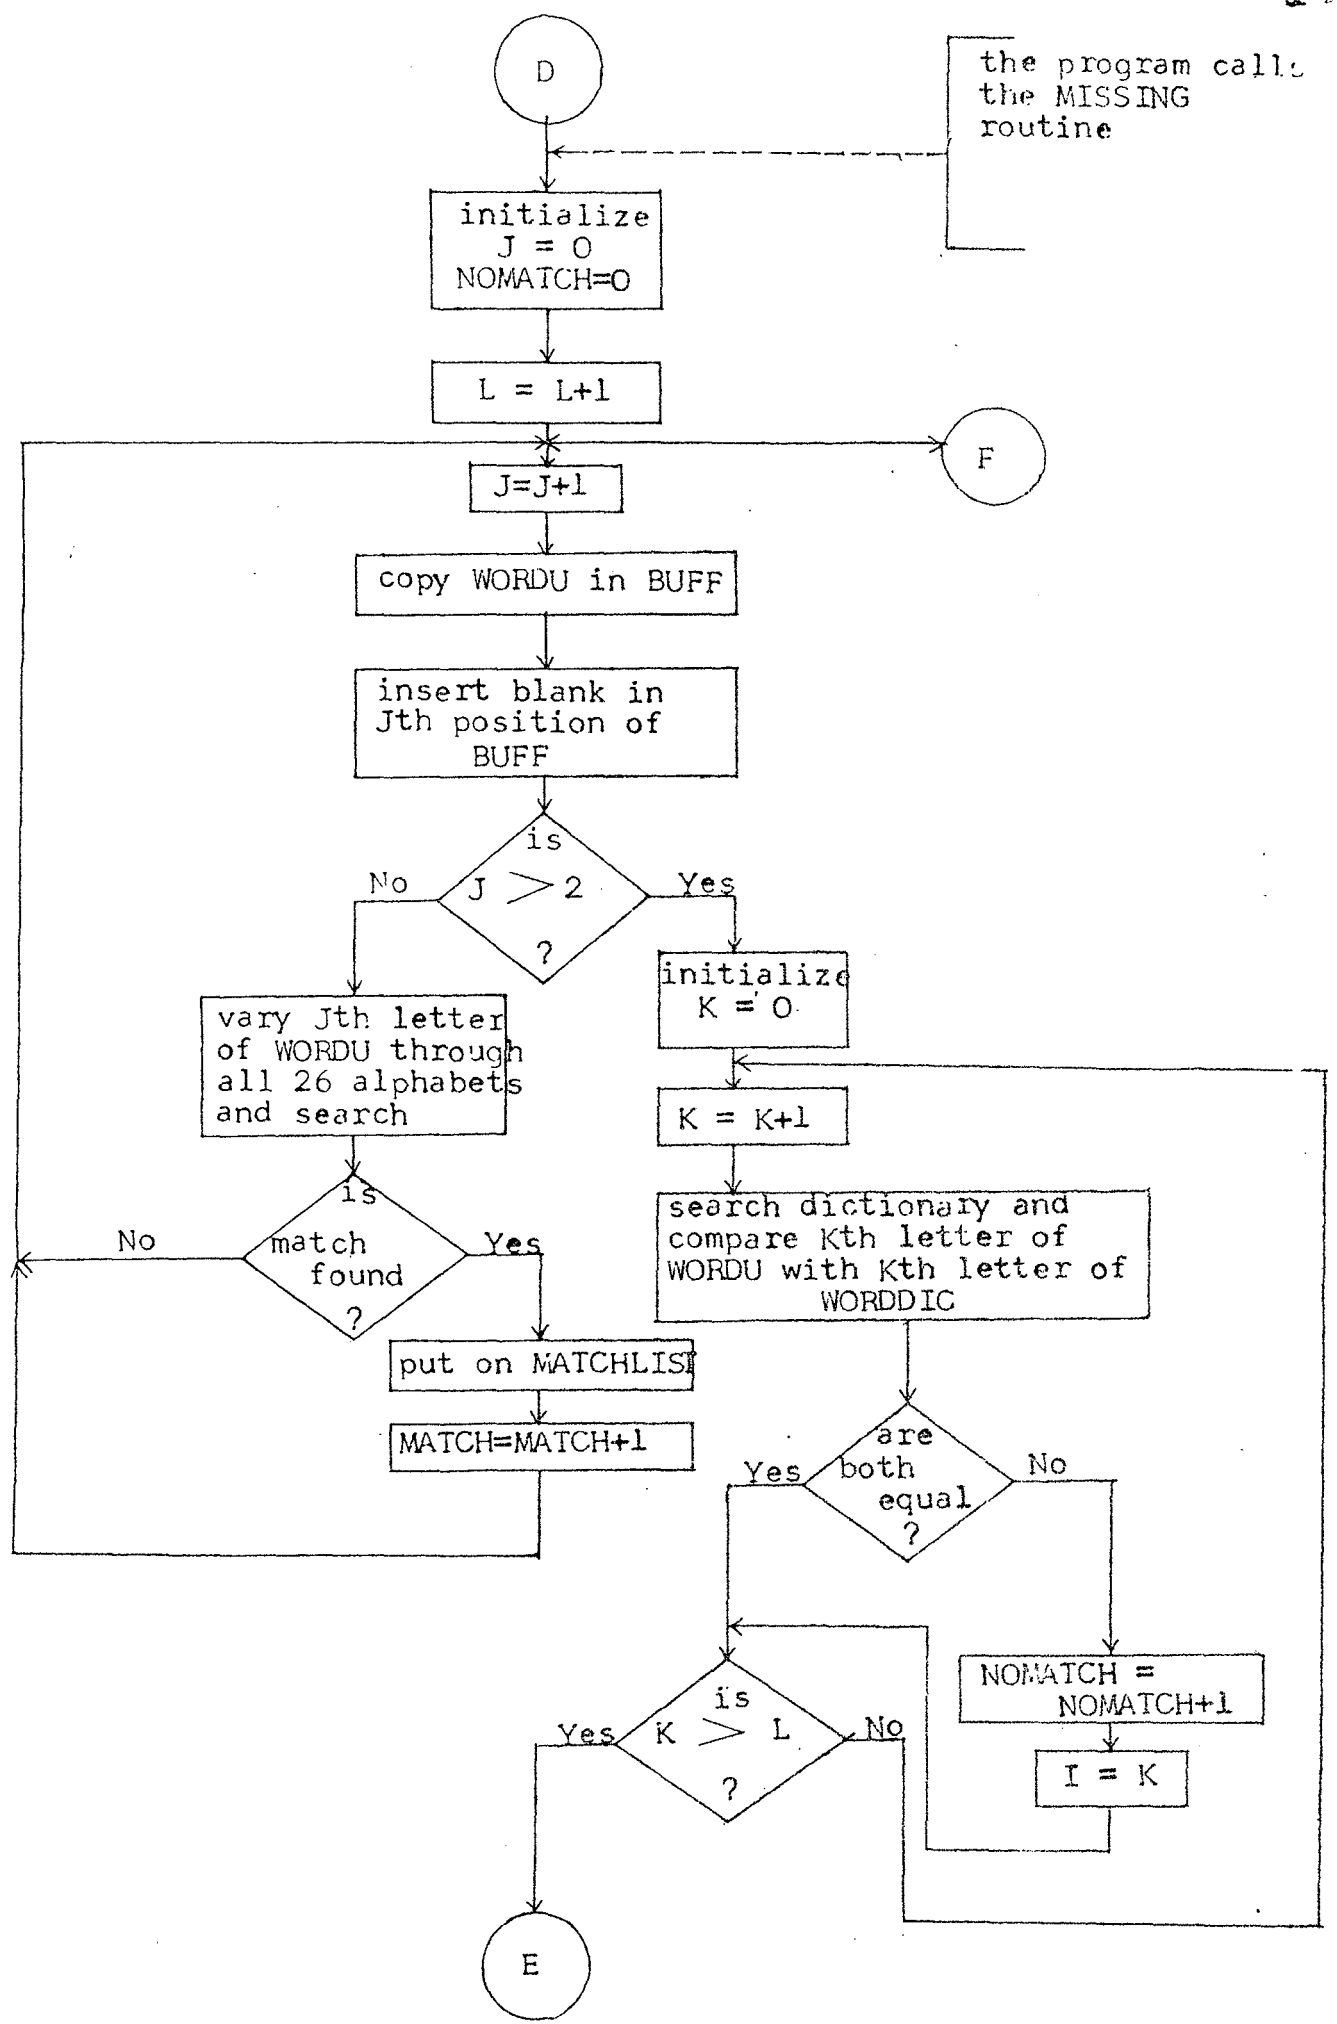 D
the program calls
the MISSING
routine
initialize
J = 0
NOMATCH=0
L = L+1
F
J=J+1
copy WORDU in BUFF
insert blank in
Jth position of
BUFF
is
J > 2
?
No
Yes
initialize
K = 0
vary Jth letter
of WORDU through
all 26 alphabets
and search
K = K+1
is
match
found
?
No
Yes
search dictionary and
compare Kth letter of
WORDU with Kth letter of
WORDDIC
put on MATCHLIST
MATCH=MATCH+1
are
both
equal
?
Yes
No
NOMATCH =
NOMATCH+1
I = K
is
K > L
?
Yes
No
E